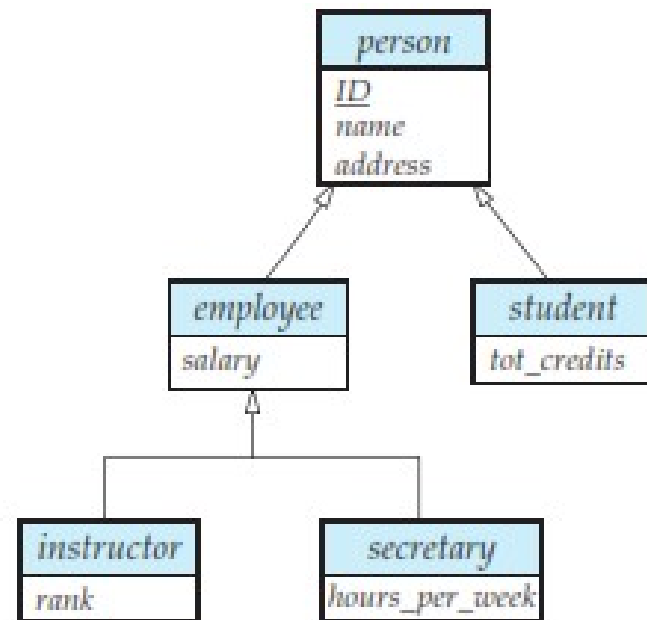 person
ID
name
address
employee
salary
student
tot_credits
instructor
rank
secretary
hours_per_week